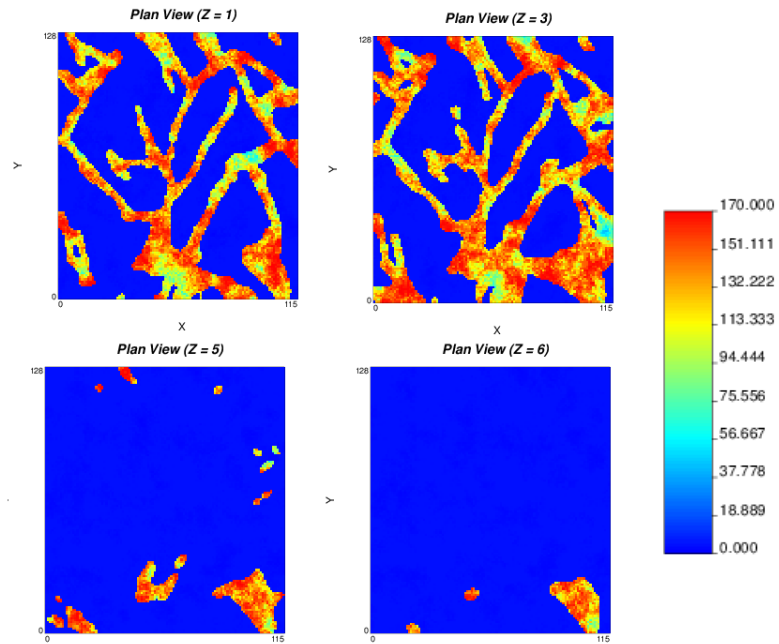 Plan View (Z = 1)
Plan View (Z = 3)
128
128
Y
Y
0
0
0
115
0
115
X
X
170.000
151.111
132.222
113.333
94.444
75.556
56.667
37.778
18.889
0.000
Plan View (Z = 5)
Plan View (Z = 6)
128
128
Y
0
0
0
115
0
115